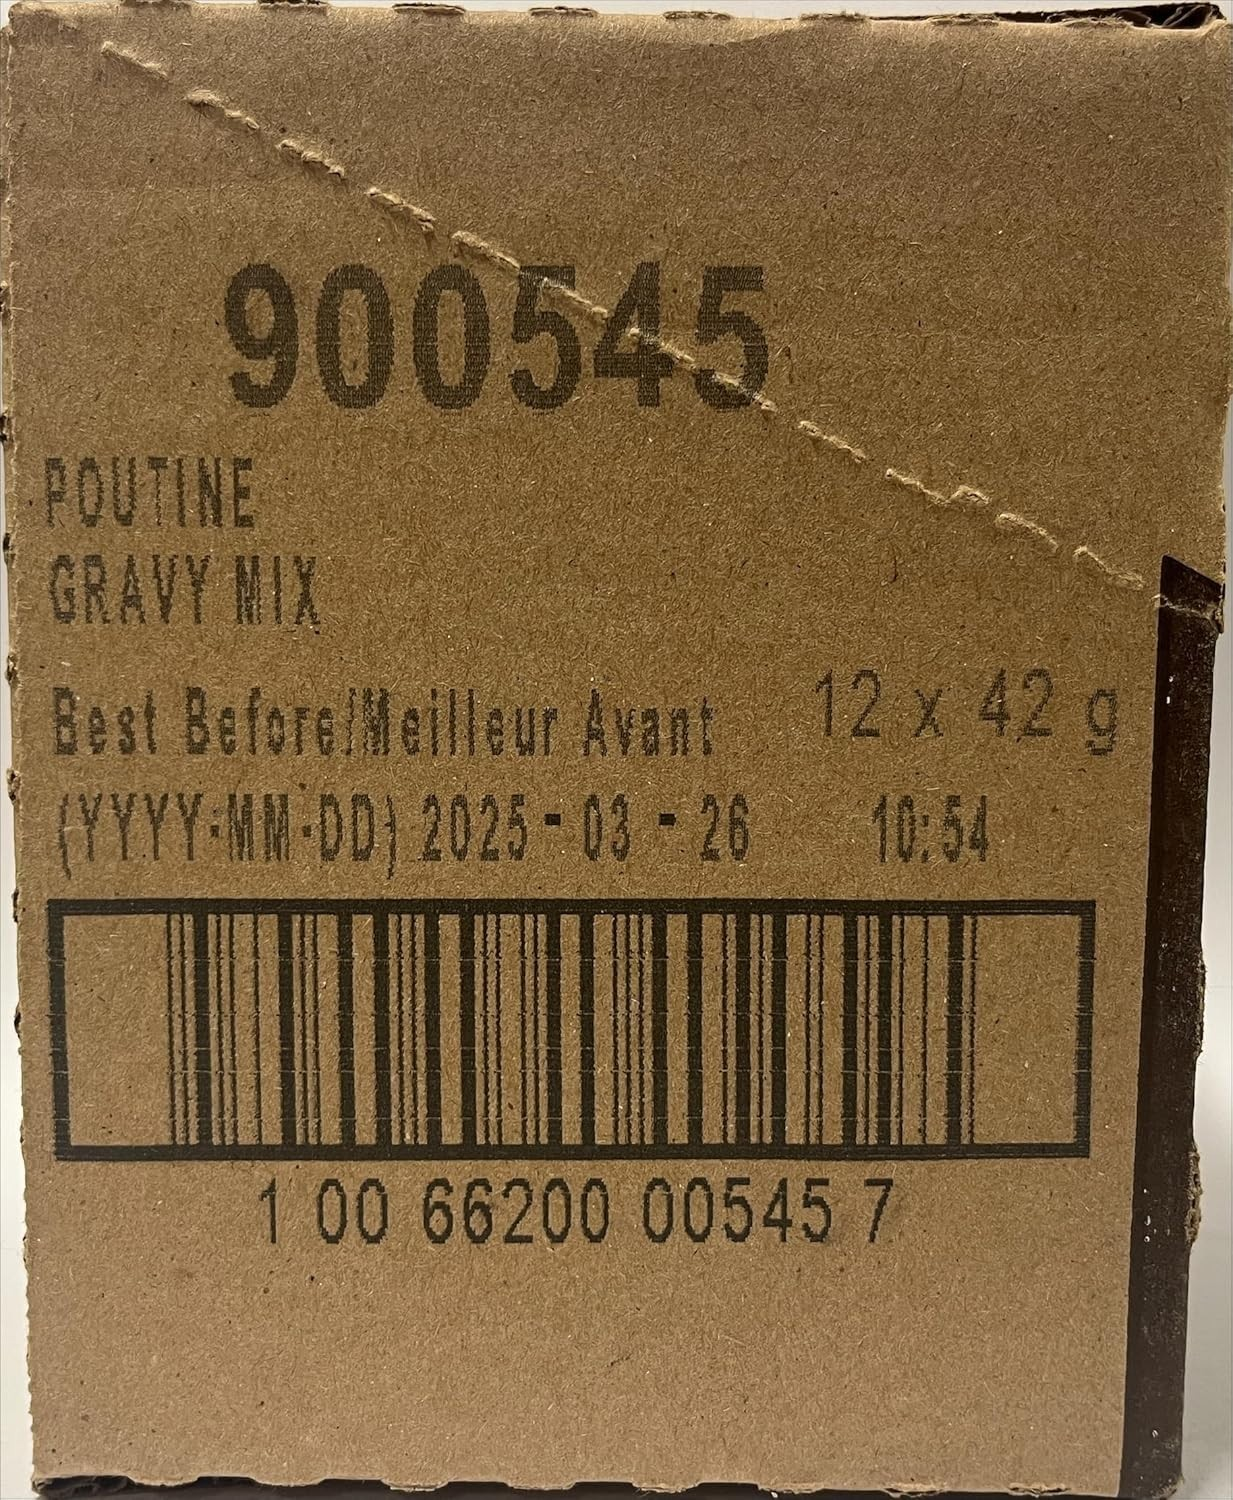 900545
POUTINE
GRAVY MIX
Best Before/Meilleur Avant 12 x 42 g
(YYYY-MM-DD) 2025 - 03 - 26 10:54
1 00 66200 00545 7